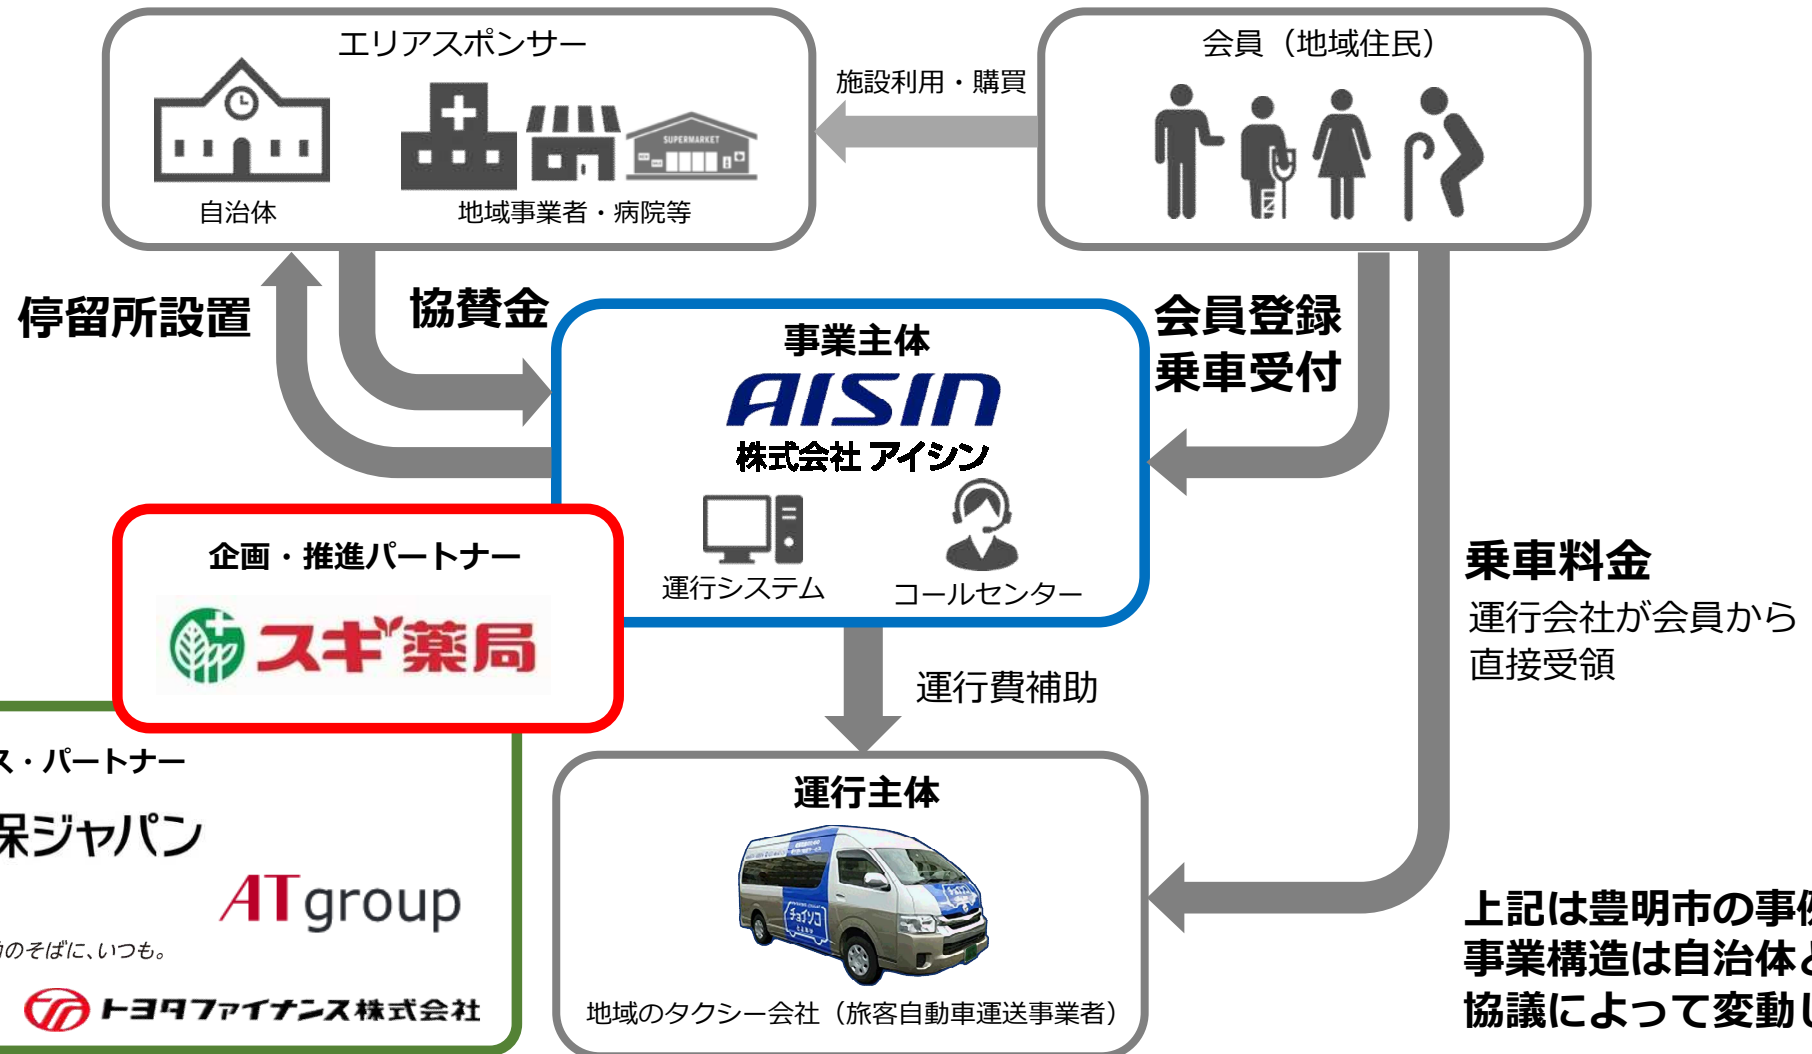 エリアスポンサー
自治体
SUPERMARKET
地域事業者・病院等
施設利用・購買
会員（地域住民）
停留所設置
協賛金
事業主体
AISIN
株式会社 アイシン
運行システム
コールセンター
会員登録
乗車受付
企画・推進パートナー
スギ薬局
運行費補助
乗車料金
運行会社が会員から
直接受領
ス・パートナー
保ジャパン
ATgroup
のそばに、いつも。
トヨタファイナンス株式会社
運行主体
チョイソコ
チョイソコ
地域のタクシー会社（旅客自動車運送事業者）
上記は豊明市の事例
事業構造は自治体と
協議によって変動し